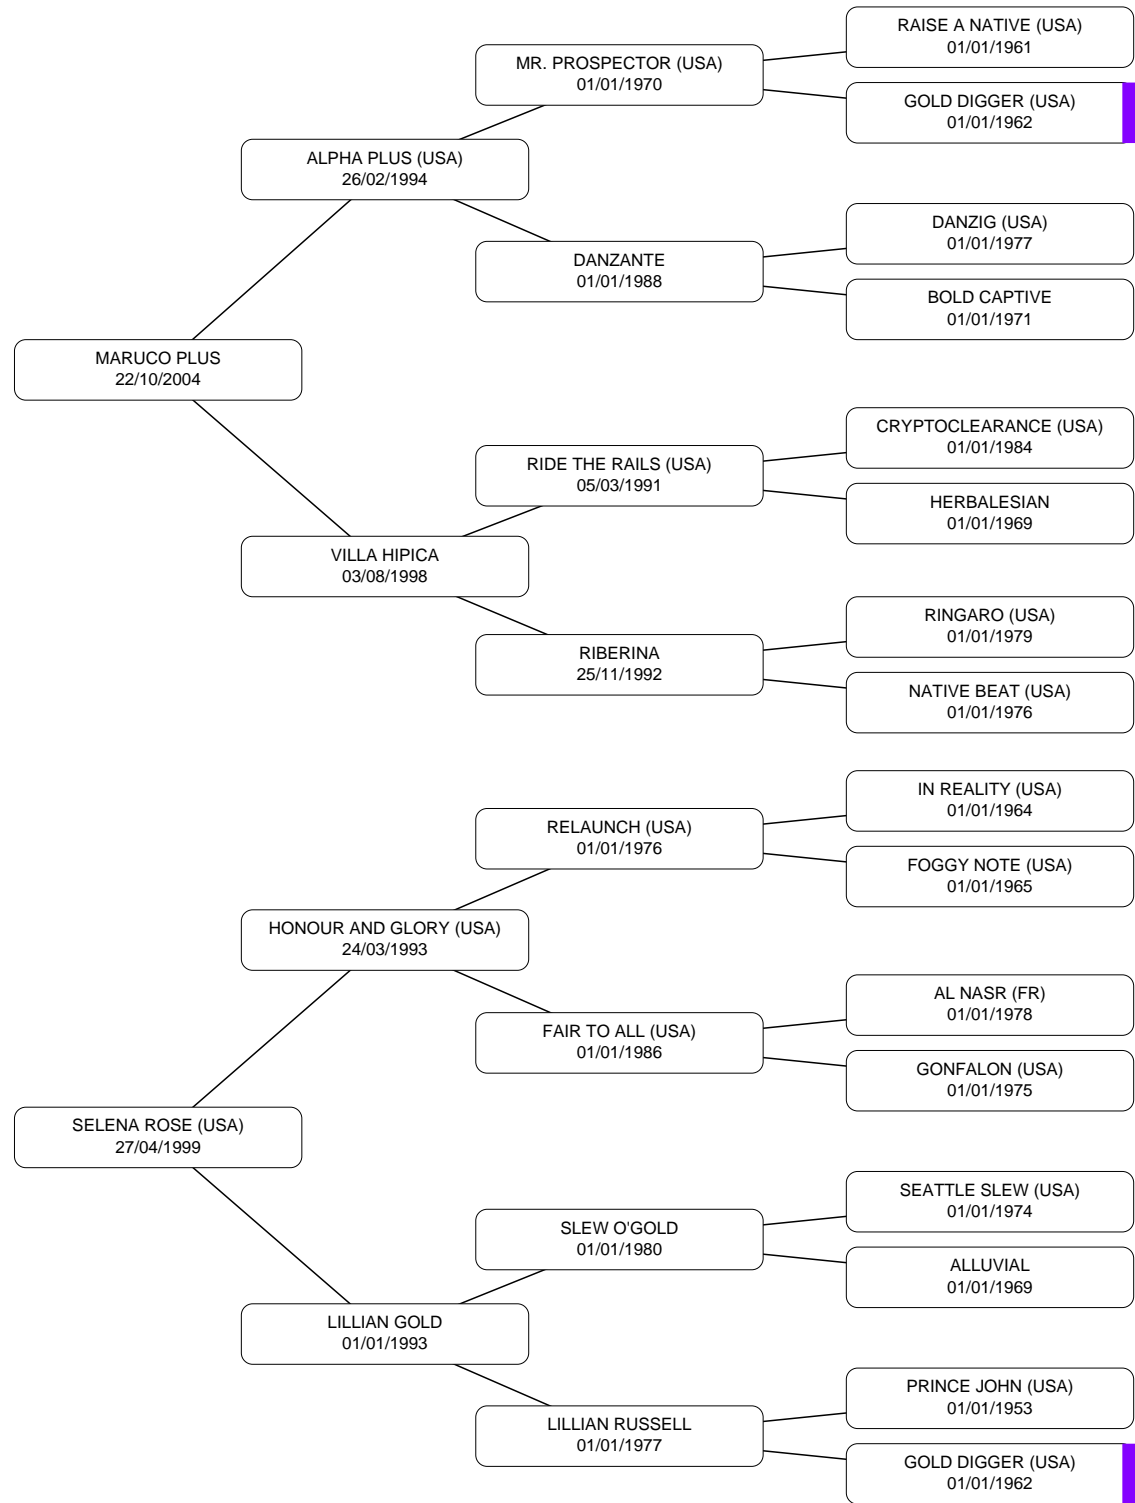 RAISE A NATIVE (USA)
01/01/1961
MR. PROSPECTOR (USA)
01/01/1970
GOLD DIGGER (USA)
01/01/1962
ALPHA PLUS (USA)
26/02/1994
DANZIG (USA)
01/01/1977
DANZANTE
01/01/1988
BOLD CAPTIVE
01/01/1971
MARUCO PLUS
22/10/2004
CRYPTOCLEARANCE (USA)
01/01/1984
RIDE THE RAILS (USA)
05/03/1991
HERBALESIAN
01/01/1969
VILLA HIPICA
03/08/1998
RINGARO (USA)
01/01/1979
RIBERINA
25/11/1992
NATIVE BEAT (USA)
01/01/1976
IN REALITY (USA)
01/01/1964
RELAUNCH (USA)
01/01/1976
FOGGY NOTE (USA)
01/01/1965
HONOUR AND GLORY (USA)
24/03/1993
AL NASR (FR)
01/01/1978
FAIR TO ALL (USA)
01/01/1986
GONFALON (USA)
01/01/1975
SELENA ROSE (USA)
27/04/1999
SEATTLE SLEW (USA)
01/01/1974
SLEW O'GOLD
01/01/1980
ALLUVIAL
01/01/1969
LILLIAN GOLD
01/01/1993
PRINCE JOHN (USA)
01/01/1953
LILLIAN RUSSELL
01/01/1977
GOLD DIGGER (USA)
01/01/1962